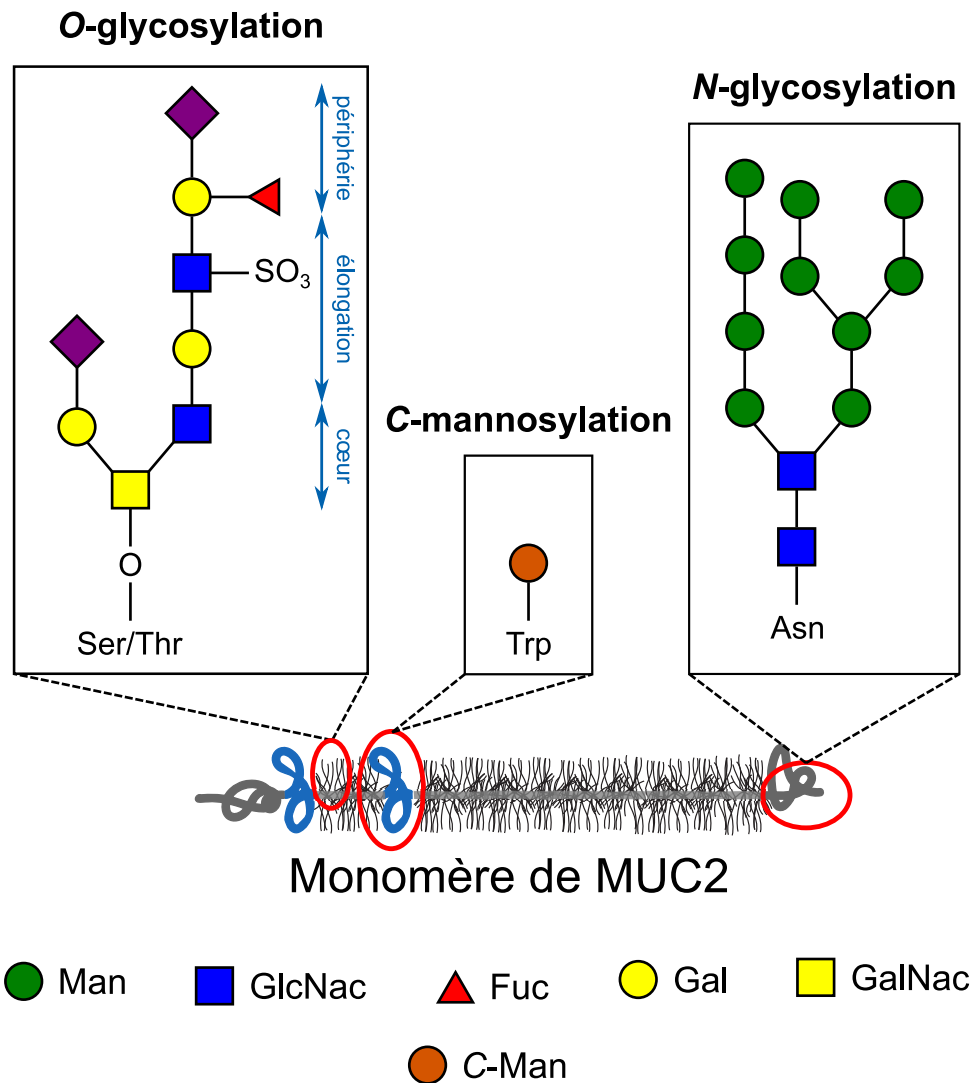 O-glycosylation
périphérie
élongation
cœur
SO₃
O
Ser/Thr
C-mannosylation
Trp
N-glycosylation
Asn
Monomère de MUC2
Man
GlcNac
Fuc
Gal
GalNac
C-Man